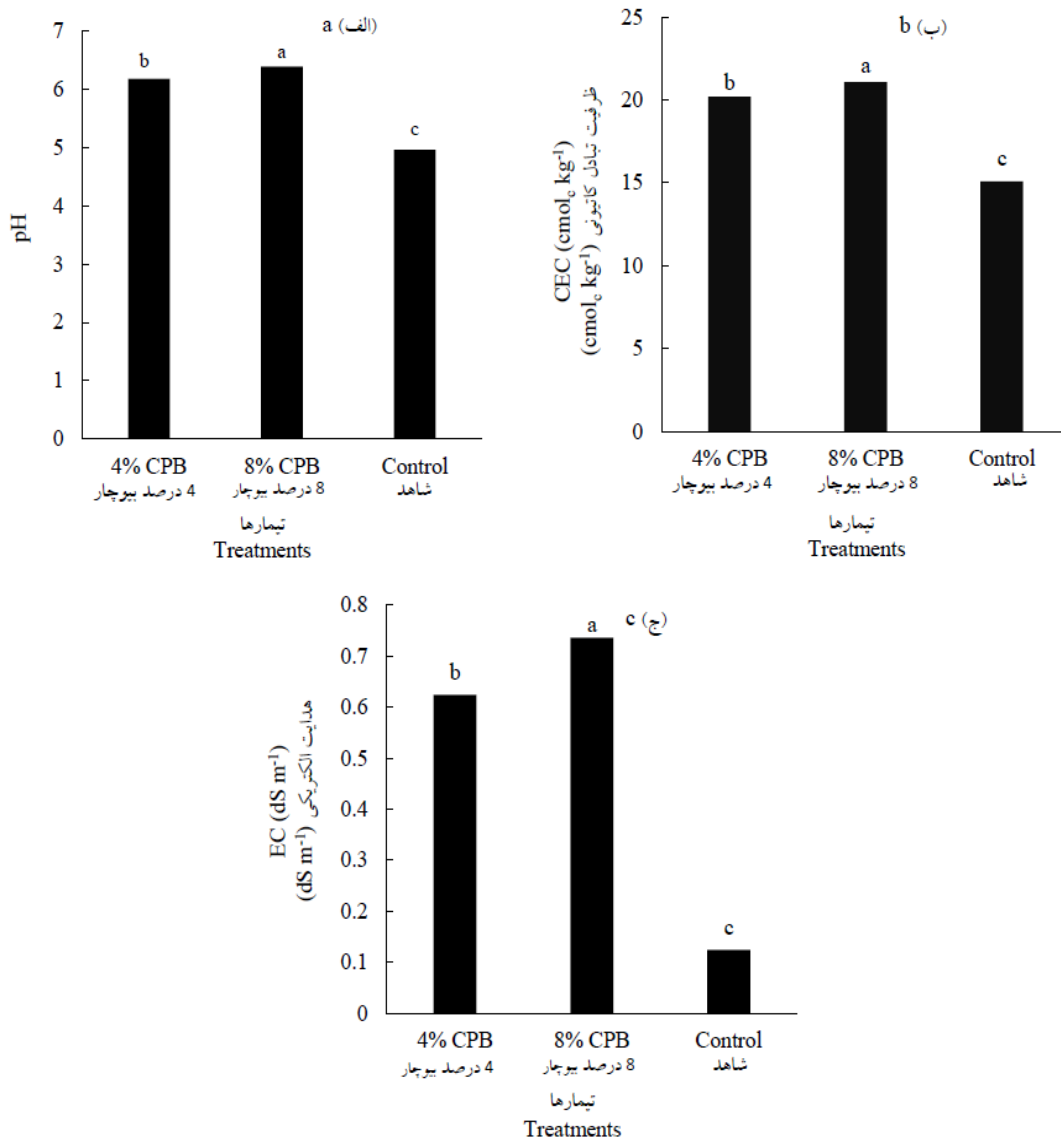 a (الف)
7
6
5
4
3
2
1
0
pH
b
a
c
4% CPB
8% CPB
Control
4 درصد بیوچار
8 درصد بیوچار
شاهد
تیمارها
Treatments
b (ب)
25
20
15
10
5
0
CEC (cmolc kg-1)
ظرفیت تبادل کاتیونی (cmolc kg-1)
b
a
c
4% CPB
8% CPB
Control
4 درصد بیوچار
8 درصد بیوچار
شاهد
تیمارها
Treatments
c (ج)
0.8
0.7
0.6
0.5
0.4
0.3
0.2
0.1
0
EC (dS m-1)
هدایت الکتریکی (dS m-1)
b
a
c
4% CPB
8% CPB
Control
4 درصد بیوچار
8 درصد بیوچار
شاهد
تیمارها
Treatments